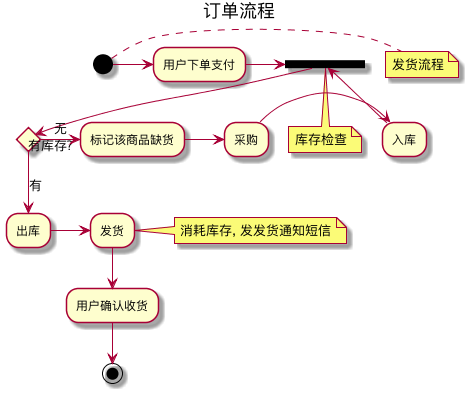 订单流程
用户下单支付
发货流程
无
有库存?
标记该商品缺货
采购
库存检查
入库
有
出库
发货
消耗库存, 发发货通知短信
用户确认收货